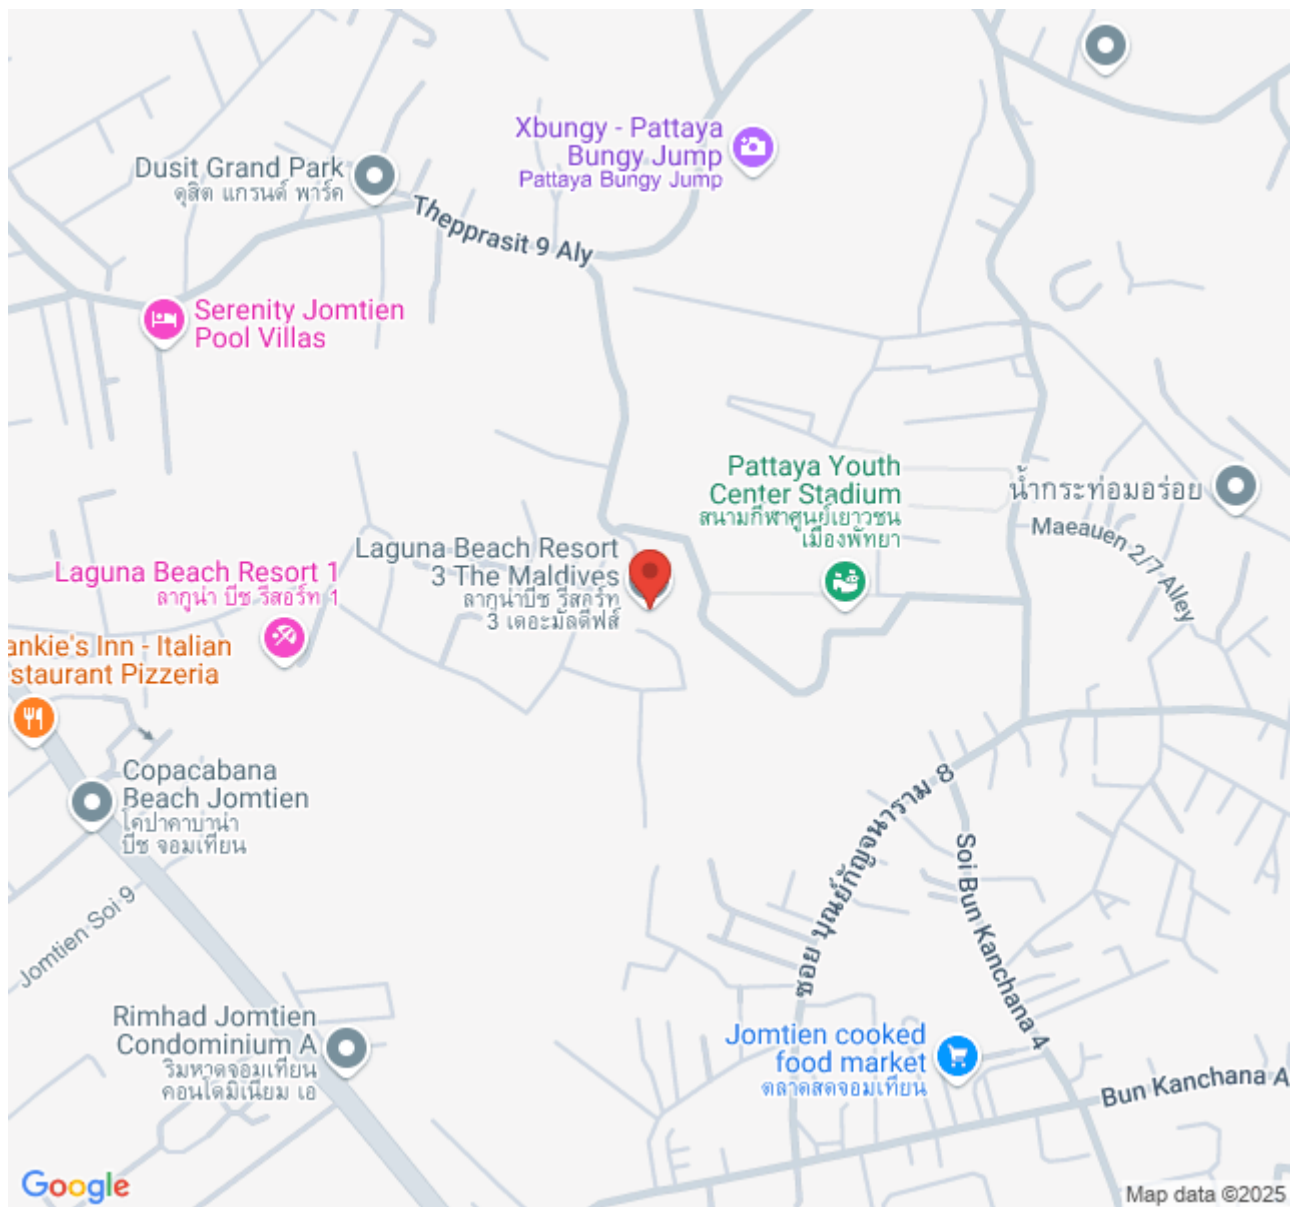 Xbungy - Pattaya
Bungy Jump
Pattaya Bungy Jump
Dusit Grand Park
ดุสิต แกรนด์ พาร์ค
Thepprasit 9 Aly
Serenity Jomtien
Pool Villas
Pattaya Youth
Center Stadium
สนามกีฬาศูนย์เยาวชน
เมืองพัทยา
น้ำกระท่อมอร่อย
Maeauen 2/7 Alley
Laguna Beach Resort
3 The Maldives
ลากูน่าบีช รีสอร์ท
3 เดอะมัลดีฟส์
Laguna Beach Resort 1
ลากูน่า บีช รีสอร์ท 1
ankie's Inn - Italian
staurant Pizzeria
Copacabana
Beach Jomtien
โคปาคาบาน่า
บีช จอมเทียน
ซอย บุณย์กัญจนาราม 8
Soi Bun Kanchana 4
Jomtien Soi 9
Rimhad Jomtien
Condominium A
ริมหาดจอมเทียน
คอนโดมิเนียม เอ
Jomtien cooked
food market
ตลาดสดจอมเทียน
Bun Kanchana A
Google
Map data ©2025